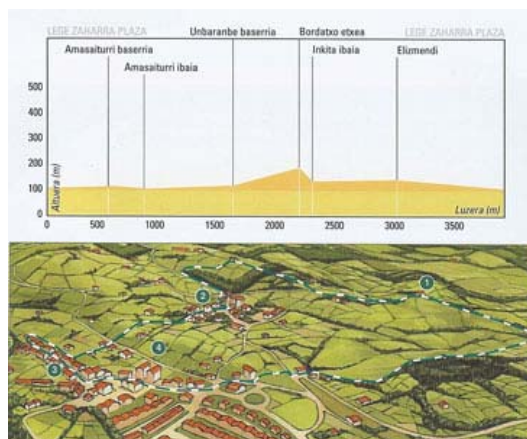 LEGE ZAHARRA PLAZA
Unbaranbe baserria
Bordatxo etxea
LEGE ZAHARRA PLAZA
Amasaiturri baserria
Inkita ibaia
Elizmendi
Amasaiturri ibaia
500
400
300
200
100
0
Altuera (m)
Luzera (m)
0
500
1000
1500
2000
2500
3000
3500
1
2
4
3